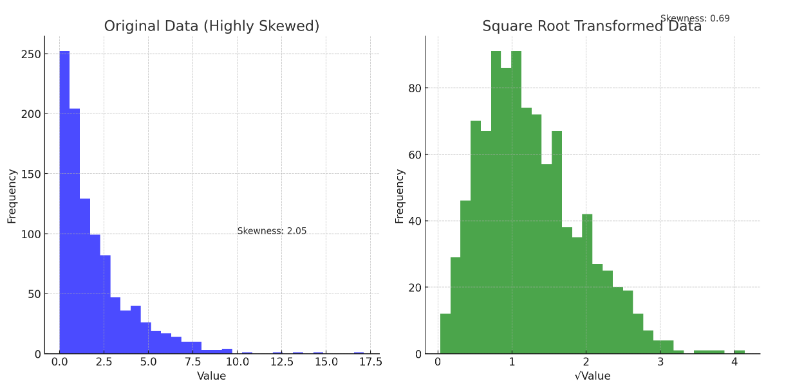 Original Data (Highly Skewed)
250
200
150
100
50
0
Frequency
Skewness: 2.05
0.0 2.5 5.0 7.5 10.0 12.5 15.0 17.5
Value
Skewness: 0.69
Square Root Transformed Data
80
60
40
20
0
Frequency
0 1 2 3 4
√Value